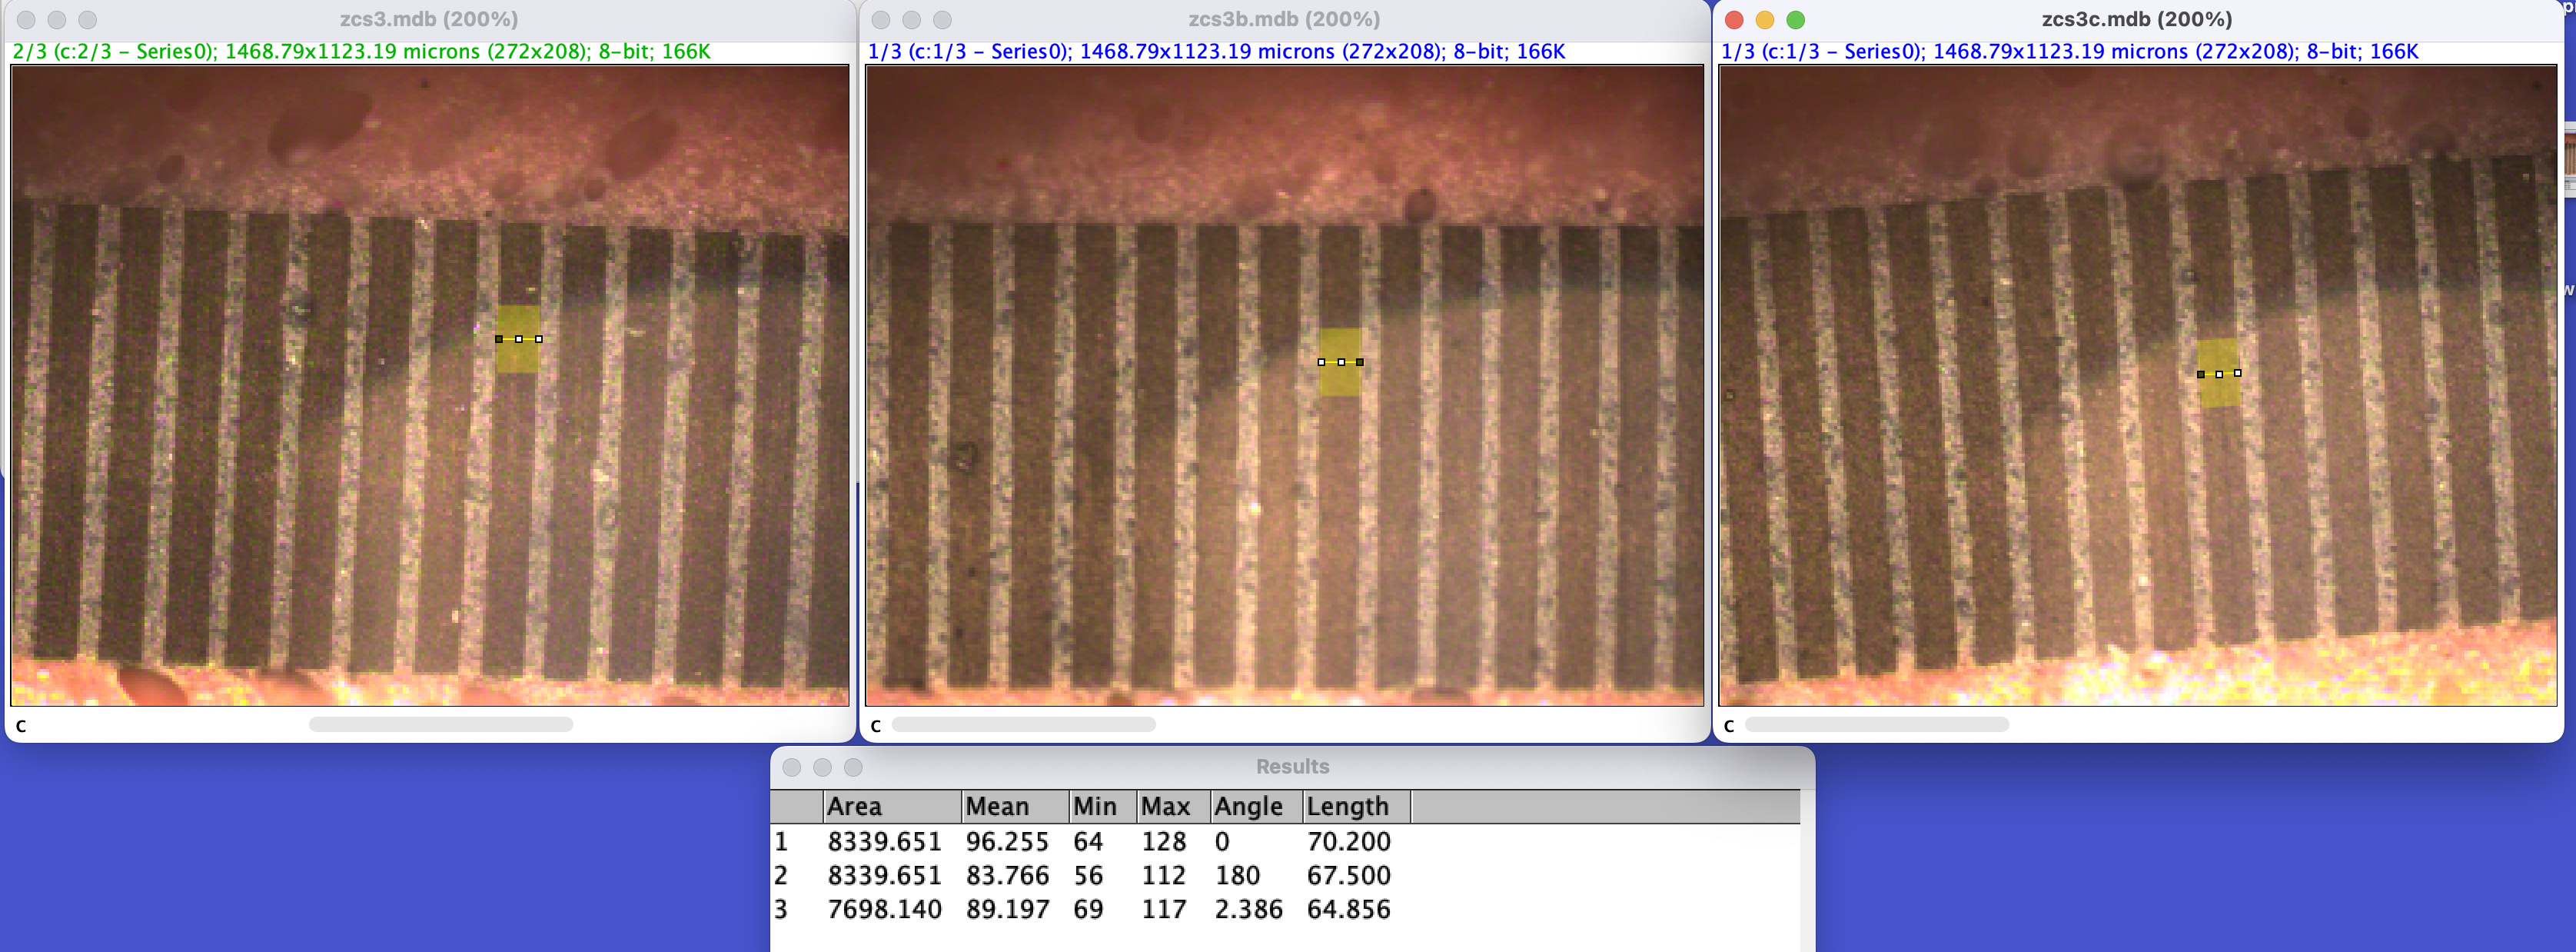 zcs3.mdb (200%)
2/3 (c:2/3 - Series0); 1468.79x1123.19 microns (272x208); 8-bit; 166K
c
zcs3b.mdb (200%)
1/3 (c:1/3 - Series0); 1468.79x1123.19 microns (272x208); 8-bit; 166K
c
zcs3c.mdb (200%)
1/3 (c:1/3 - Series0); 1468.79x1123.19 microns (272x208); 8-bit; 166K
c
p
w
Results
Area Mean Min Max Angle Length
1 8339.651 96.255 64 128 0 70.200
2 8339.651 83.766 56 112 180 67.500
3 7698.140 89.197 69 117 2.386 64.856